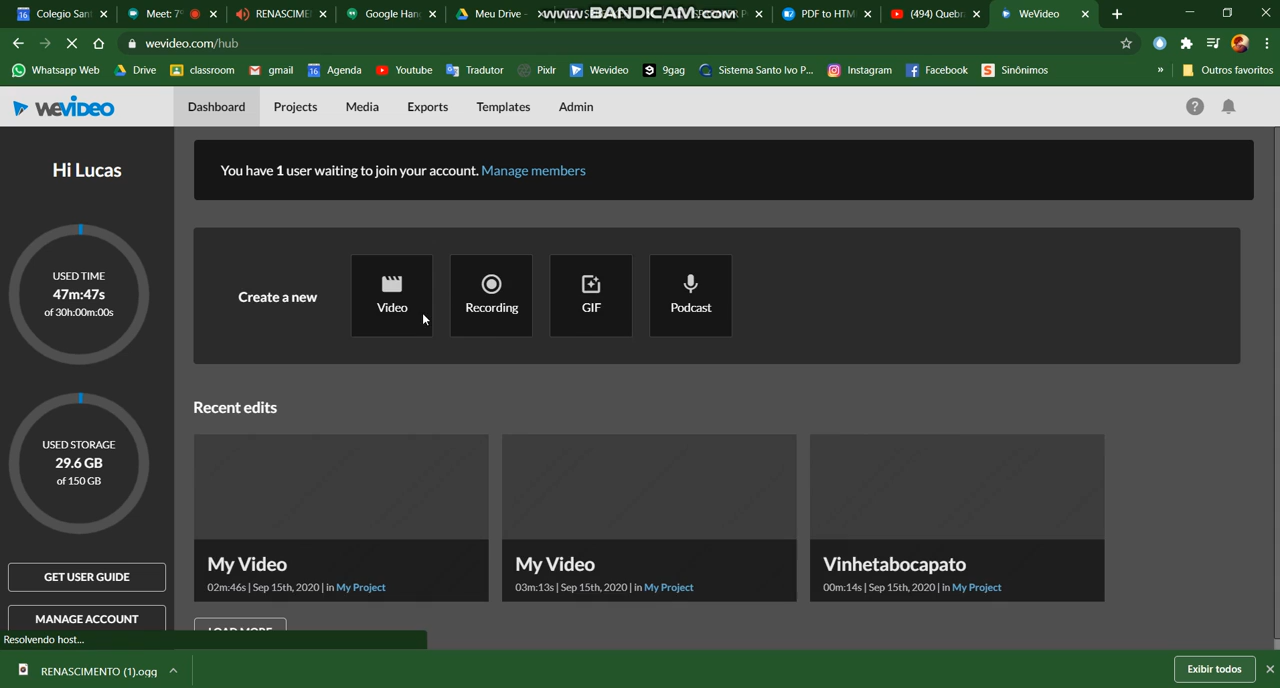 Colegio San
Meet: 7º
RENASCIME
Google Han
Meu Drive -
www.BANDICAM.com
PDF to HTM
(494) Quebr
WeVideo
wevideo.com/hub
Whatsapp Web
Drive
classroom
gmail
Agenda
Youtube
Tradutor
Pixlr
Wevideo
9gag
Sistema Santo Ivo P...
Instagram
Facebook
Sinônimos
»
Outros favoritos
WEVIDEO
Dashboard
Projects
Media
Exports
Templates
Admin
Hi Lucas
You have 1 user waiting to join your account. Manage members
USED TIME
47m:47s
of 30h:00m:00s
Create a new
Video
Recording
GIF
Podcast
Recent edits
USED STORAGE
29.6 GB
of 150 GB
My Video
02m:46s | Sep 15th, 2020 | in My Project
My Video
03m:13s | Sep 15th, 2020 | in My Project
Vinhetabocapato
00m:14s | Sep 15th, 2020 | in My Project
GET USER GUIDE
MANAGE ACCOUNT
LOAD MORE
Resolvendo host...
RENASCIMENTO (1).ogg
Exibir todos